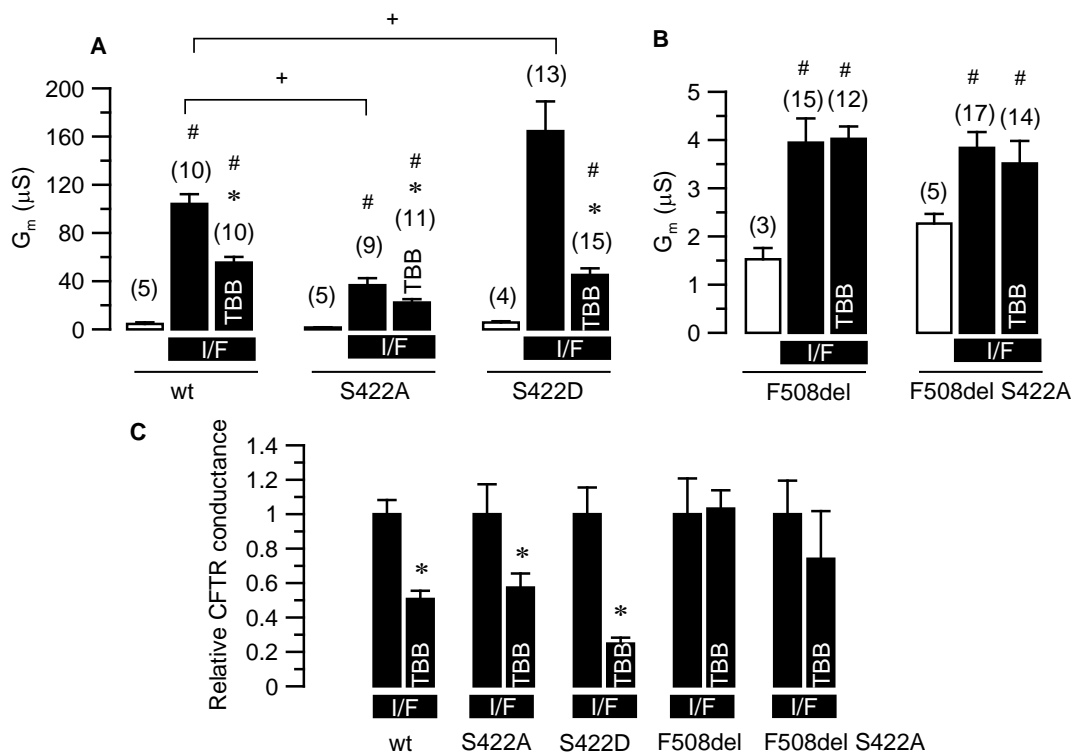 A
+
+
(13)
200
160
120
80
40
0
G_m (μS)
(5)
#
(10)
#
*
(10)
TBB
I/F
wt
(5)
#
(9)
#
*
(11)
TBB
I/F
S422A
(4)
#
*
(15)
TBB
I/F
S422D
B
5
4
3
2
1
0
G_m (μS)
(3)
#
(15)
#
(12)
TBB
I/F
F508del
(5)
#
(17)
#
(14)
TBB
I/F
F508del S422A
C
1.4
1.2
1
0.8
0.6
0.4
0.2
0
Relative CFTR conductance
*
TBB
I/F
wt
*
TBB
I/F
S422A
*
TBB
I/F
S422D
TBB
I/F
F508del
TBB
I/F
F508del S422A